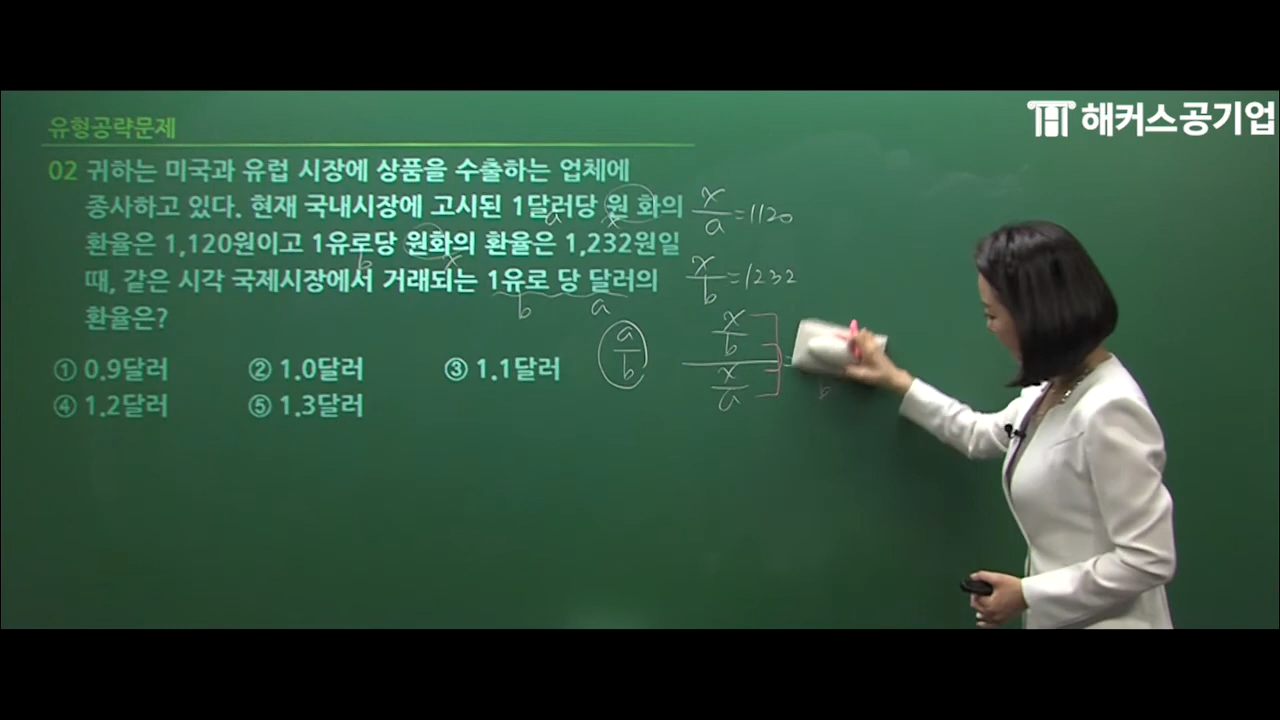 해커스공기업
유형공략문제
02 귀하는 미국과 유럽 시장에 상품을 수출하는 업체에
종사하고 있다. 현재 국내시장에 고시된 1달러당 원 화의
환율은 1,120원이고 1유로당 원화의 환율은 1,232원일
때, 같은 시각 국제시장에서 거래되는 1유로 당 달러의
환율은?
① 0.9달러 ② 1.0달러 ③ 1.1달러
④ 1.2달러 ⑤ 1.3달러
a x
b x
b a
a/b
x/a=1120
x/b=1232
x/b
x/a
=
b